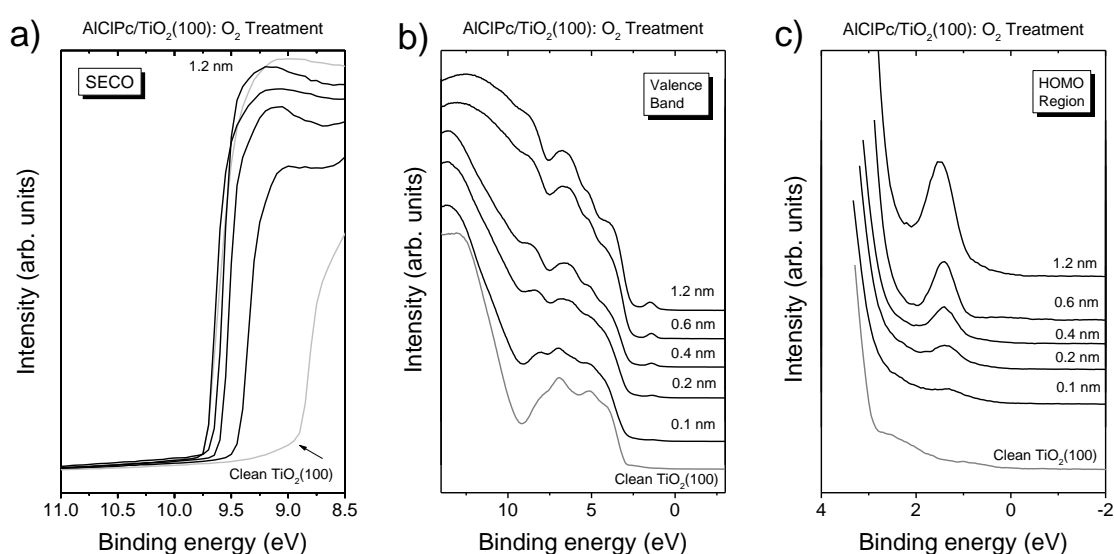 a)
AlClPc/TiO2(100): O2 Treatment
SECO
1.2 nm
Clean TiO2(100)
Intensity (arb. units)
11.0 10.5 10.0 9.5 9.0 8.5
Binding energy (eV)
b)
AlClPc/TiO2(100): O2 Treatment
Valence
Band
1.2 nm
0.6 nm
0.4 nm
0.2 nm
0.1 nm
Clean TiO2(100)
Intensity (arb. units)
10 5 0
Binding energy (eV)
c)
AlClPc/TiO2(100): O2 Treatment
HOMO
Region
1.2 nm
0.6 nm
0.4 nm
0.2 nm
0.1 nm
Clean TiO2(100)
Intensity (arb. units)
4 2 0 -2
Binding energy (eV)